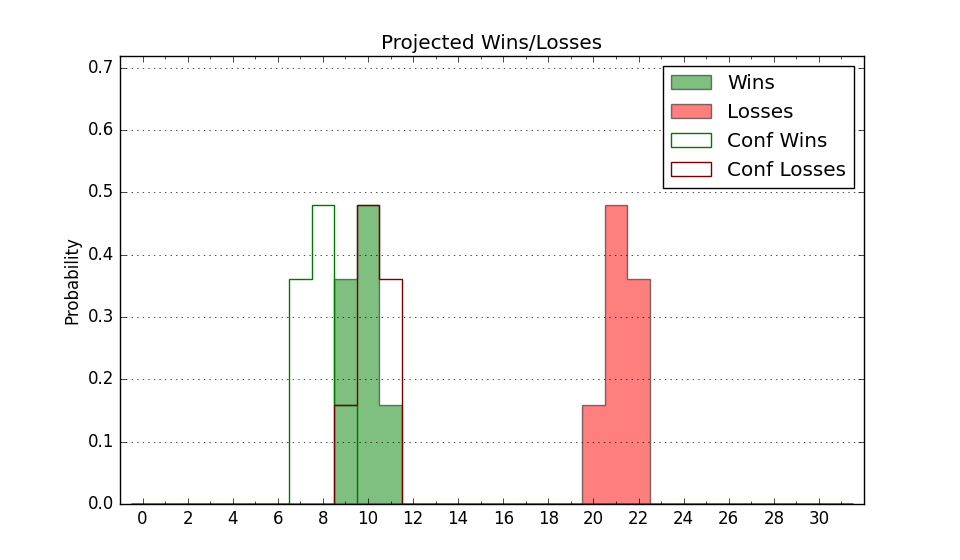 Projected Wins/Losses
0.7
0.6
0.5
0.4
0.3
0.2
0.1
0.0
Probability
Wins
Losses
Conf Wins
Conf Losses
0 2 4 6 8 10 12 14 16 18 20 22 24 26 28 30